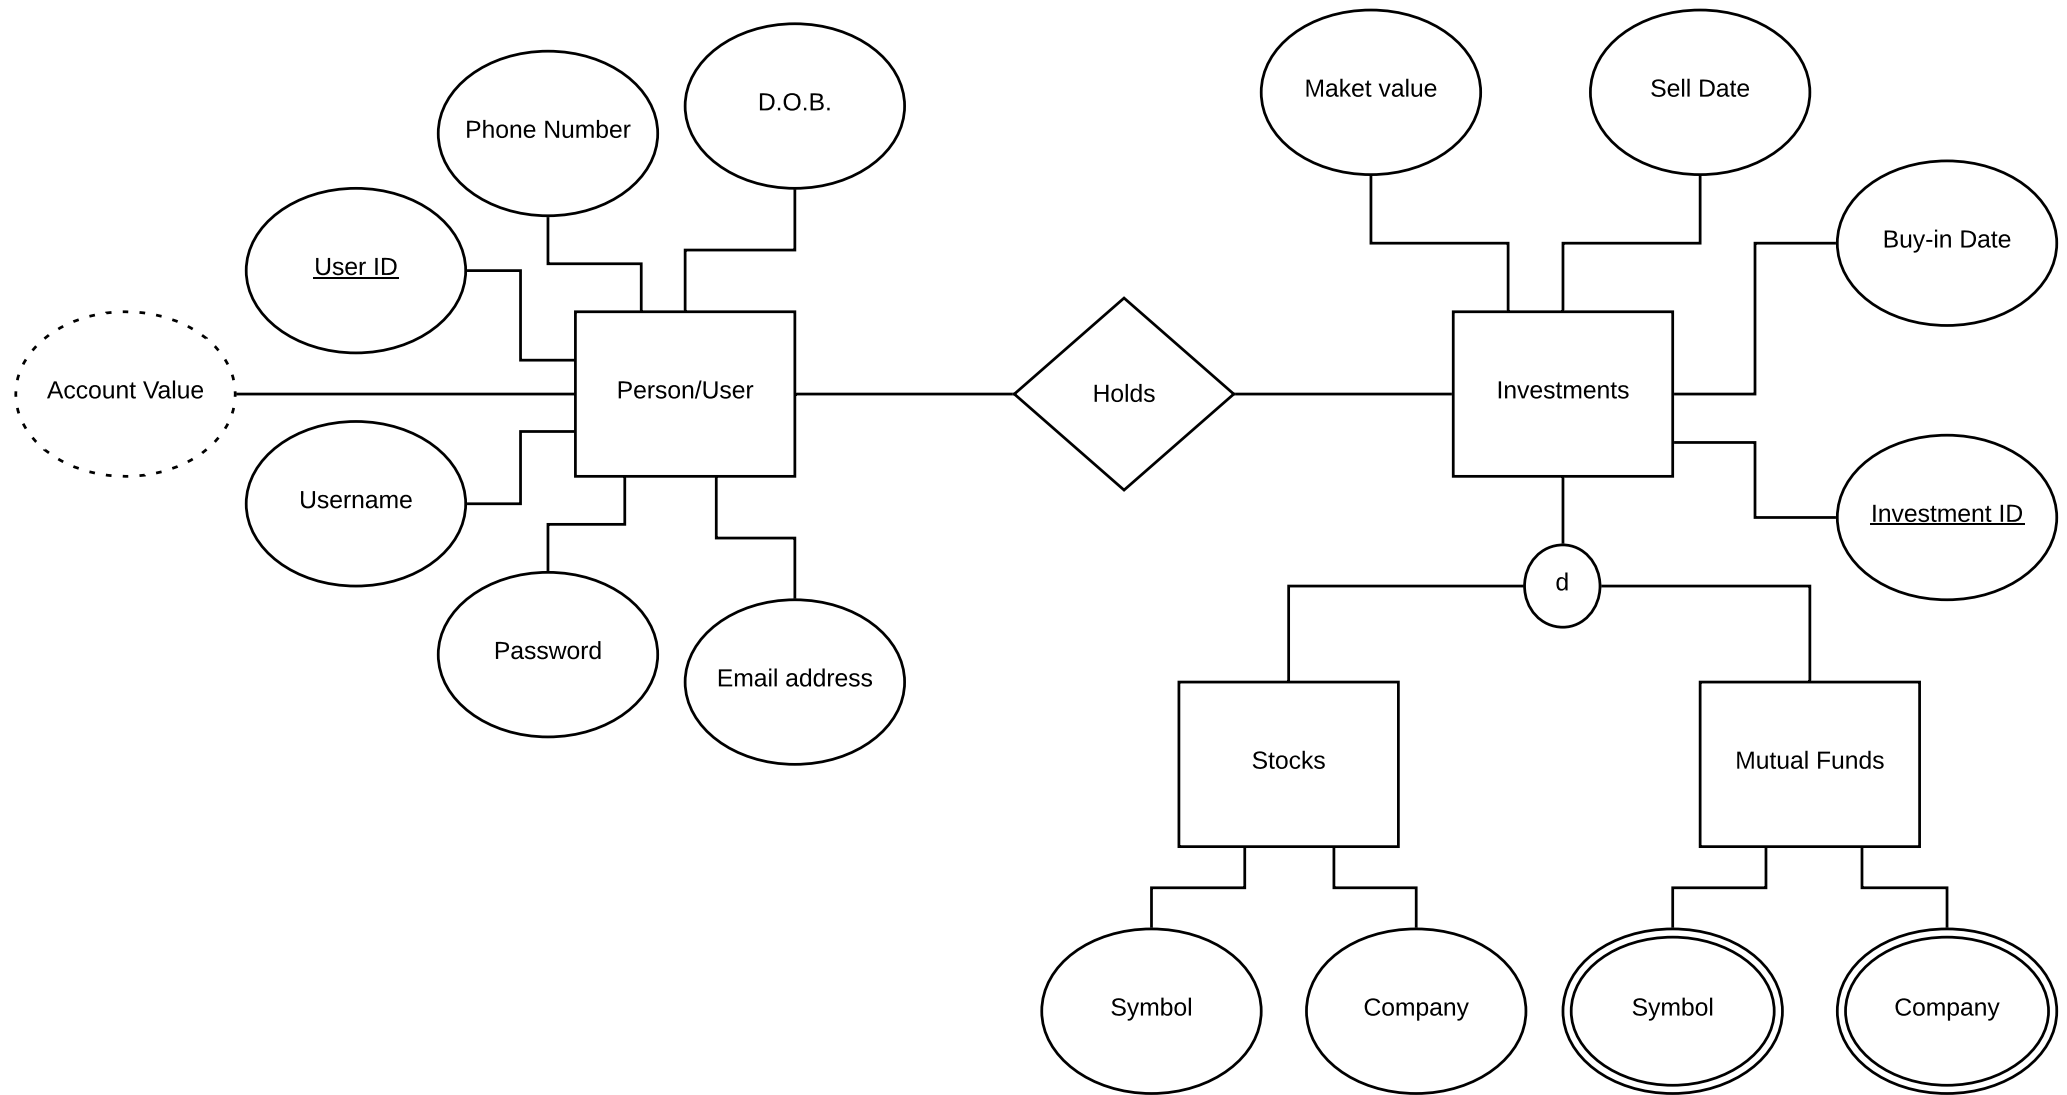 Maket value
Sell Date
D.O.B.
Phone Number
Buy-in Date
User ID
Account Value
Person/User
Holds
Investments
Username
Investment ID
d
Password
Email address
Stocks
Mutual Funds
Symbol
Company
Symbol
Company